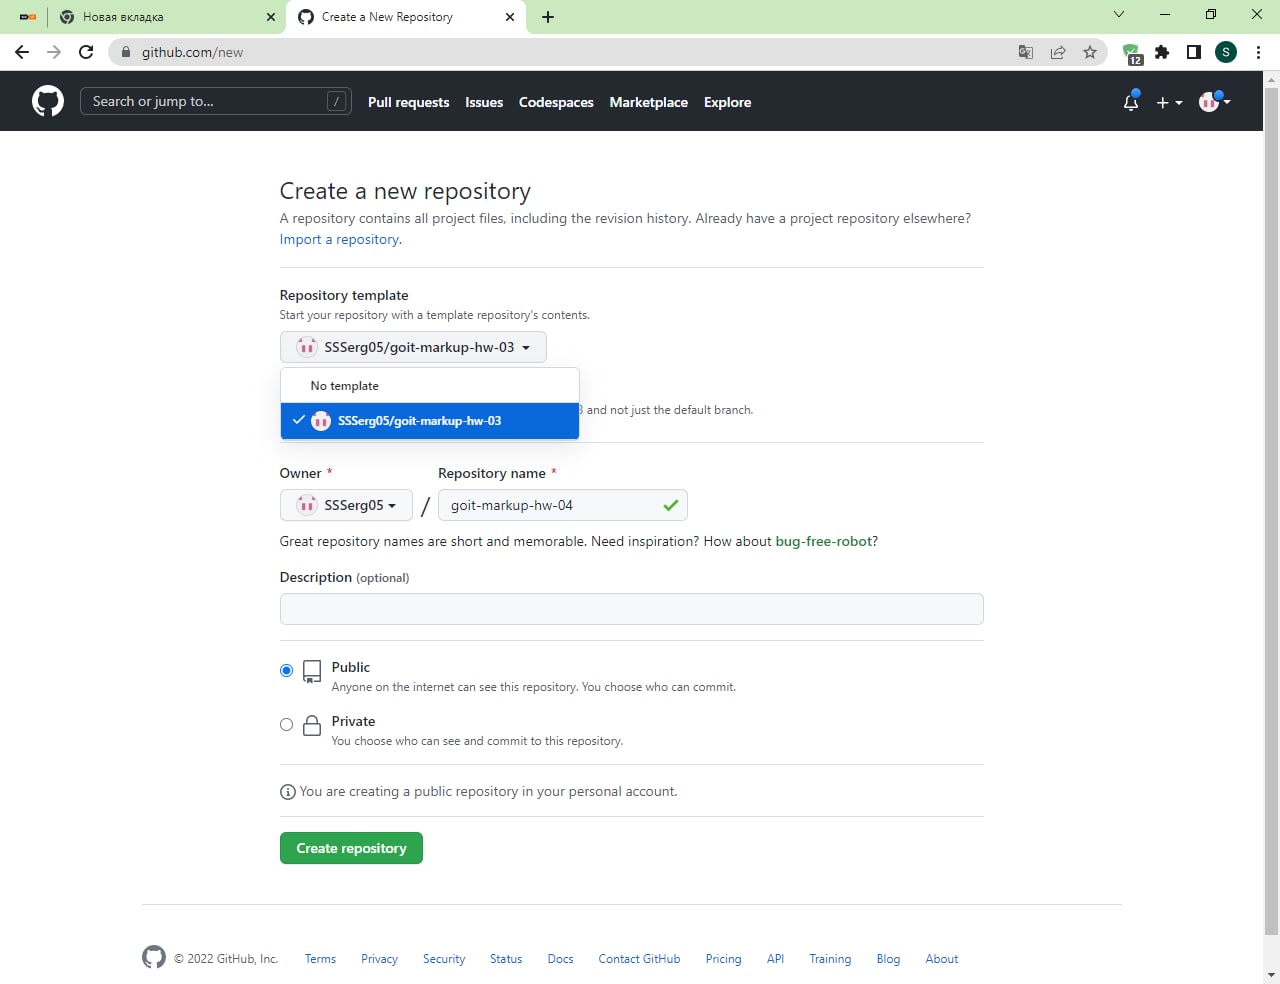 Новая вкладка
Create a New Repository
github.com/new
12
S
Search or jump to...
/
Pull requests
Issues
Codespaces
Marketplace
Explore
Create a new repository
A repository contains all project files, including the revision history. Already have a project repository elsewhere?
Import a repository.
Repository template
Start your repository with a template repository's contents.
SSSerg05/goit-markup-hw-03
No template
SSSerg05/goit-markup-hw-03
and not just the default branch.
Owner *
Repository name *
SSSerg05
/
goit-markup-hw-04
Great repository names are short and memorable. Need inspiration? How about bug-free-robot?
Description (optional)
Public
Anyone on the internet can see this repository. You choose who can commit.
Private
You choose who can see and commit to this repository.
You are creating a public repository in your personal account.
Create repository
© 2022 GitHub, Inc.
Terms
Privacy
Security
Status
Docs
Contact GitHub
Pricing
API
Training
Blog
About